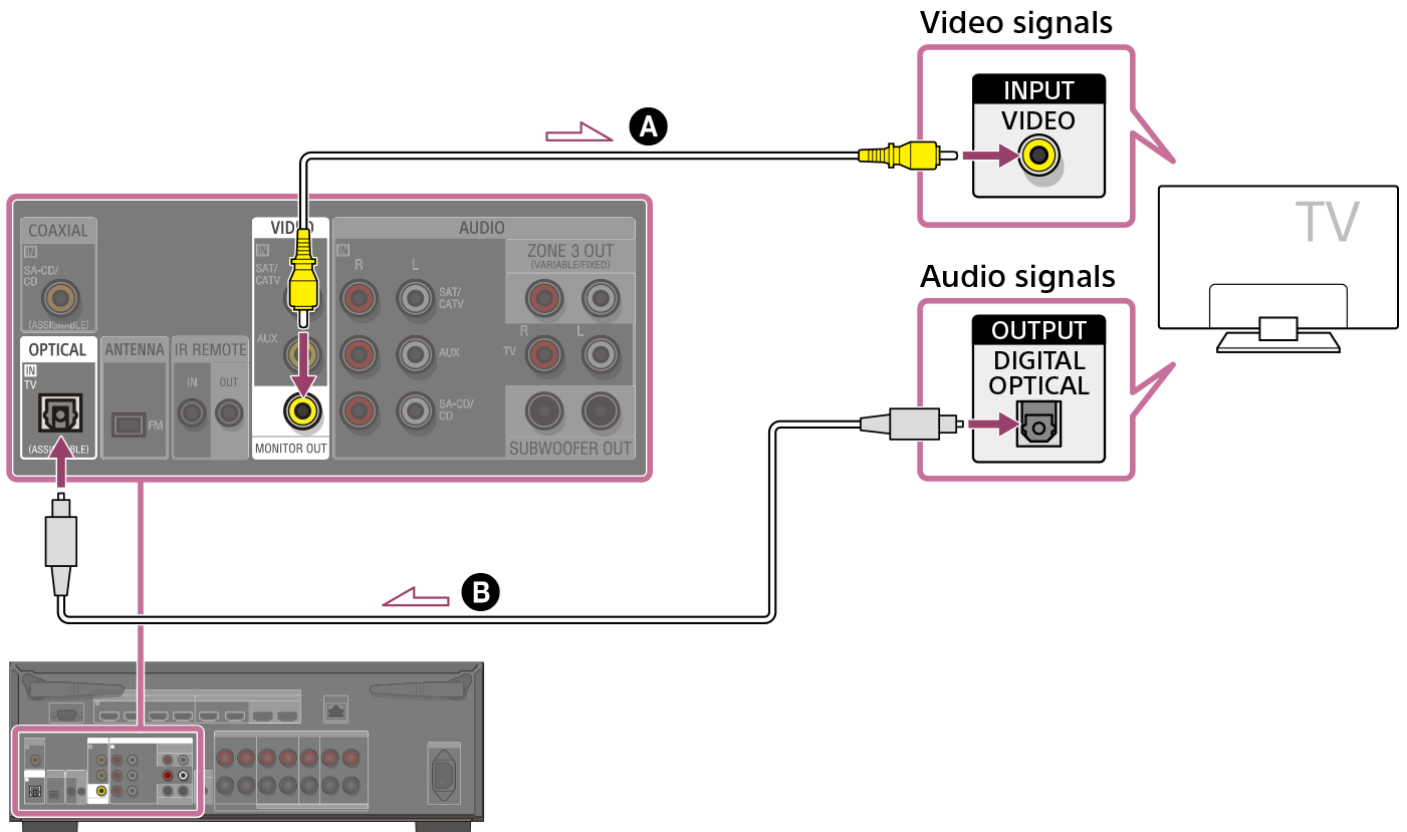 Video signals
INPUT
VIDEO
A
TV
COAXIAL
IN
SA-CD/
CD
(ASSIGNABLE)
VIDEO
IN
SAT/
CATV
AUX
MONITOR OUT
AUDIO
IN
R L
SAT/
CATV
AUX
SA-CD/
CD
ZONE 3 OUT
(VARIABLE/FIXED)
R L
TV
SUBWOOFER OUT
OPTICAL
IN
TV
(ASSIGNABLE)
ANTENNA
FM
IR REMOTE
IN OUT
Audio signals
OUTPUT
DIGITAL
OPTICAL
B